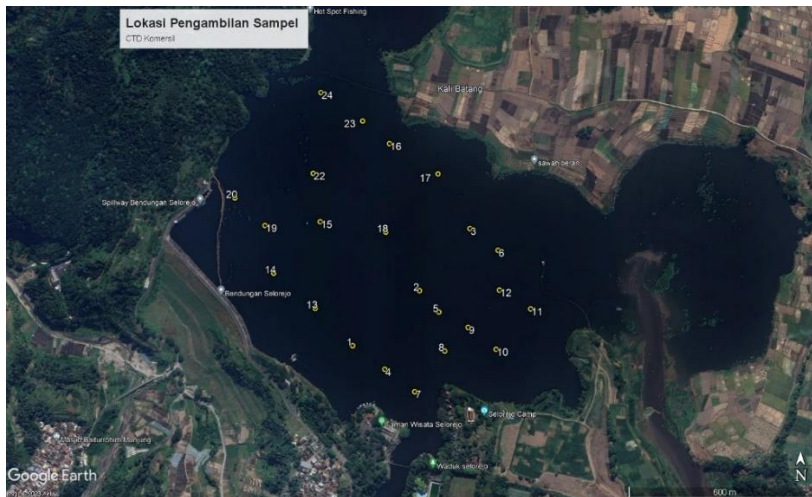 Lokasi Pengambilan Sampel
CTD Komersil
Hot Spot Fishing
24
Kali Batang
23
16
sawah beran
22
17
20
Spillway Bendungan Selorejo
15
19
18
3
6
14
2
12
Bendungan Selorejo
13
5
11
9
1
8
10
4
7
Selorejo Camp
Taman Wisata Selorejo
Waduk selorejo
Google Earth
600 m
N